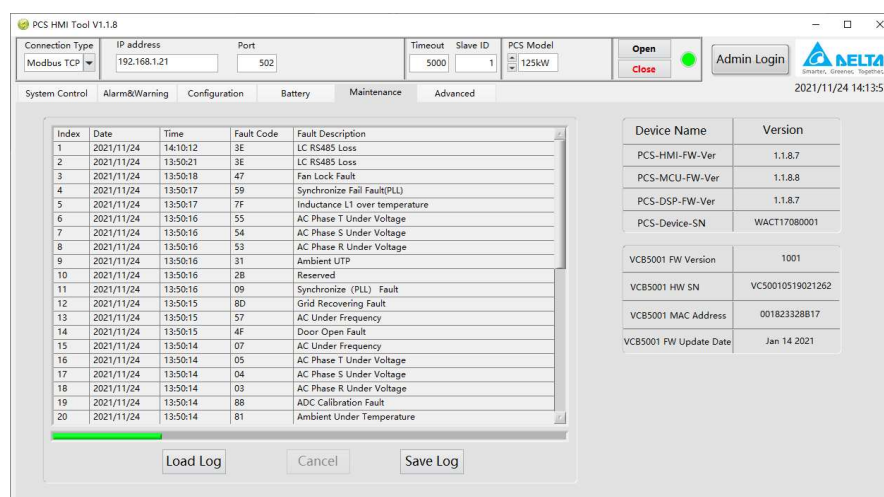 PCS HMI Tool V1.1.8
Connection Type IP address Port Timeout Slave ID PCS Model
Modbus TCP 192.168.1.21 502 5000 1 125kW
Open
Close
Admin Login
DELTA
Smarter. Greener. Together.
System Control Alarm&Warning Configuration Battery Maintenance Advanced
2021/11/24 14:13:5
Index Date Time Fault Code Fault Description
1 2021/11/24 14:10:12 3E LC RS485 Loss
2 2021/11/24 13:50:21 3E LC RS485 Loss
3 2021/11/24 13:50:18 47 Fan Lock Fault
4 2021/11/24 13:50:17 59 Synchronize Fail Fault(PLL)
5 2021/11/24 13:50:17 7F Inductance L1 over temperature
6 2021/11/24 13:50:16 55 AC Phase T Under Voltage
7 2021/11/24 13:50:16 54 AC Phase S Under Voltage
8 2021/11/24 13:50:16 53 AC Phase R Under Voltage
9 2021/11/24 13:50:16 31 Ambient UTP
10 2021/11/24 13:50:16 2B Reserved
11 2021/11/24 13:50:16 09 Synchronize (PLL) Fault
12 2021/11/24 13:50:15 8D Grid Recovering Fault
13 2021/11/24 13:50:15 57 AC Under Frequency
14 2021/11/24 13:50:15 4F Door Open Fault
15 2021/11/24 13:50:14 07 AC Under Frequency
16 2021/11/24 13:50:14 05 AC Phase T Under Voltage
17 2021/11/24 13:50:14 04 AC Phase S Under Voltage
18 2021/11/24 13:50:14 03 AC Phase R Under Voltage
19 2021/11/24 13:50:14 88 ADC Calibration Fault
20 2021/11/24 13:50:14 81 Ambient Under Temperature
Load Log Cancel Save Log
Device Name Version
PCS-HMI-FW-Ver 1.1.8.7
PCS-MCU-FW-Ver 1.1.8.8
PCS-DSP-FW-Ver 1.1.8.7
PCS-Device-SN WACT17080001
VCB5001 FW Version 1001
VCB5001 HW SN VC50010519021262
VCB5001 MAC Address 001823328B17
VCB5001 FW Update Date Jan 14 2021